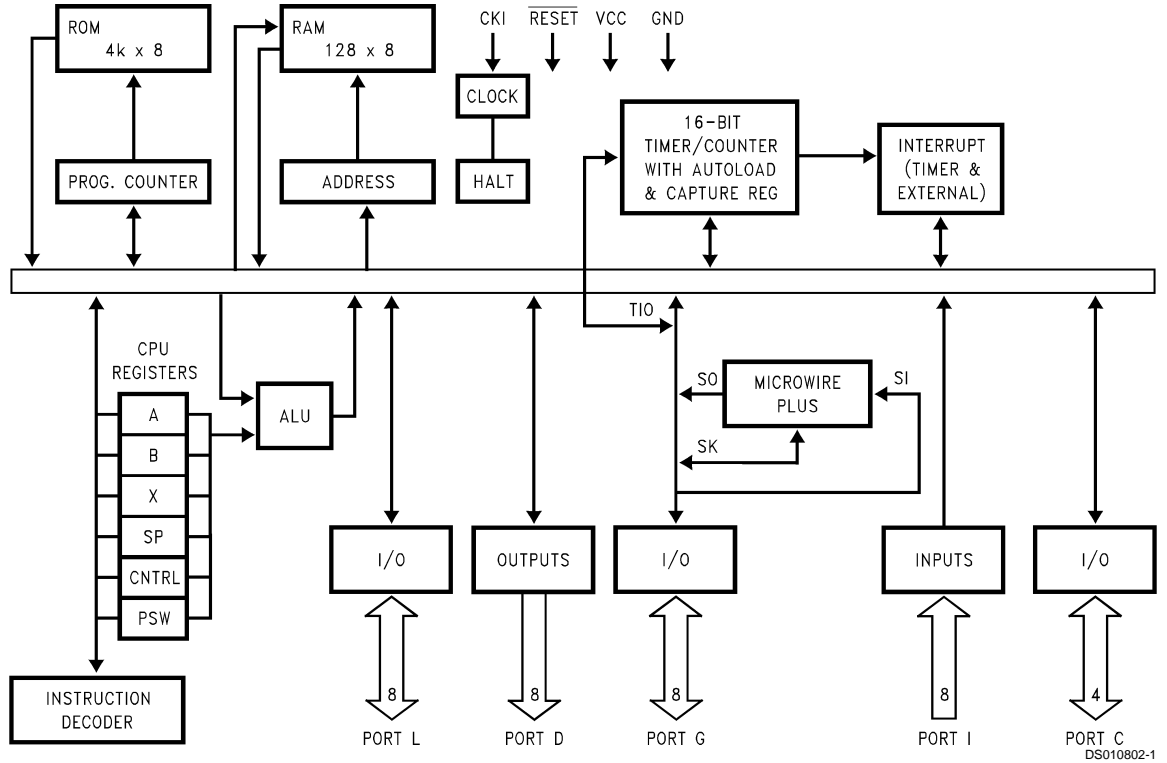 ROM
4k x 8
RAM
128 x 8
CKI
RESET
VCC
GND
CLOCK
HALT
PROG. COUNTER
ADDRESS
16-BIT
TIMER/COUNTER
WITH AUTOLOAD
& CAPTURE REG
INTERRUPT
(TIMER &
EXTERNAL)
TIO
CPU
REGISTERS
A
B
X
SP
CNTRL
PSW
ALU
SO
MICROWIRE
PLUS
SI
SK
I/O
OUTPUTS
I/O
INPUTS
I/O
INSTRUCTION
DECODER
8
8
8
8
4
PORT L
PORT D
PORT G
PORT I
PORT C
DS010802-1